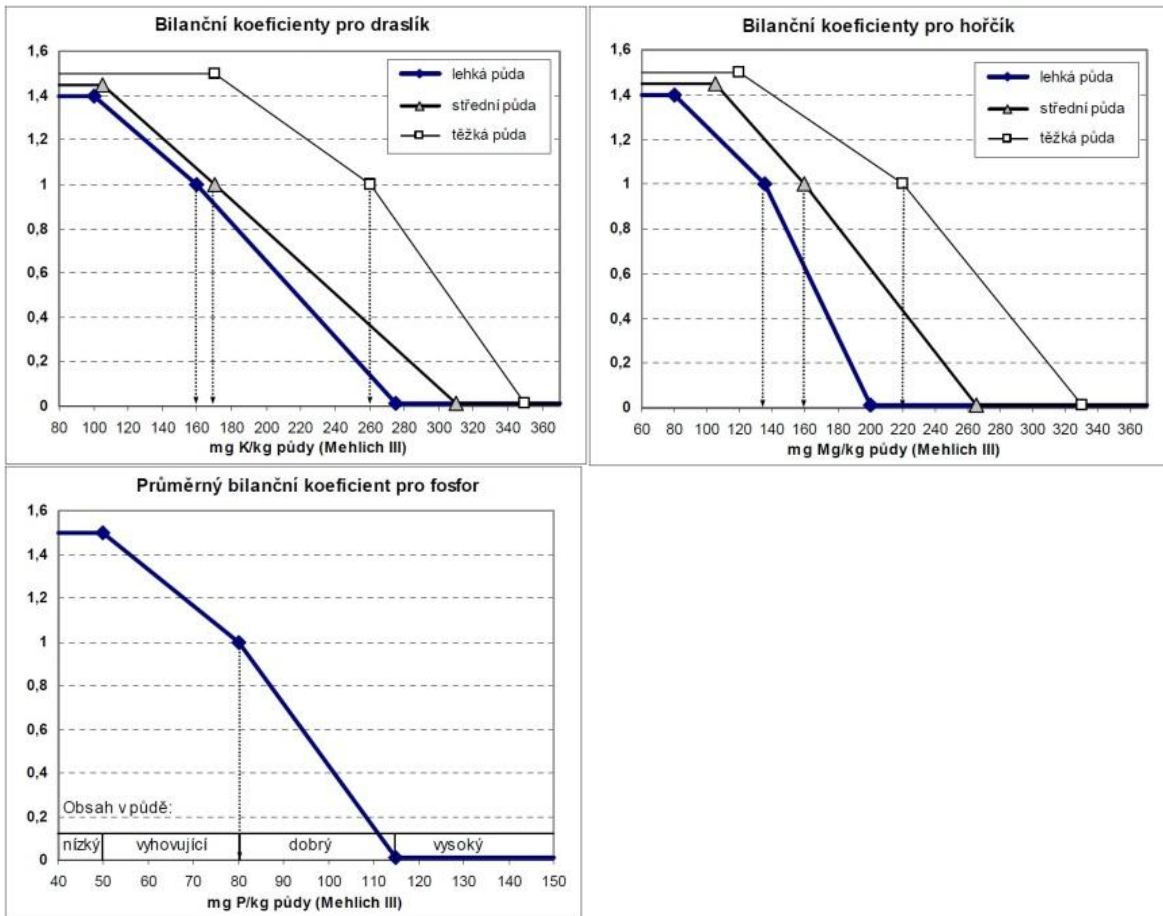 Bilanční koeficienty pro draslík
1,6
1,4
1,2
1
0,8
0,6
0,4
0,2
0
lehká půda
střední půda
těžká půda
80 100 120 140 160 180 200 220 240 260 280 300 320 340 360
mg K/kg půdy (Mehlich III)
Bilanční koeficienty pro hořčík
1,6
1,4
1,2
1
0,8
0,6
0,4
0,2
0
lehká půda
střední půda
těžká půda
60 80 100 120 140 160 180 200 220 240 260 280 300 320 340 360
mg Mg/kg půdy (Mehlich III)
Průměrný bilanční koeficient pro fosfor
1,6
1,4
1,2
1
0,8
0,6
0,4
0,2
0
Obsah v půdě:
nízký vyhovující dobrý vysoký
40 50 60 70 80 90 100 110 120 130 140 150
mg P/kg půdy (Mehlich III)